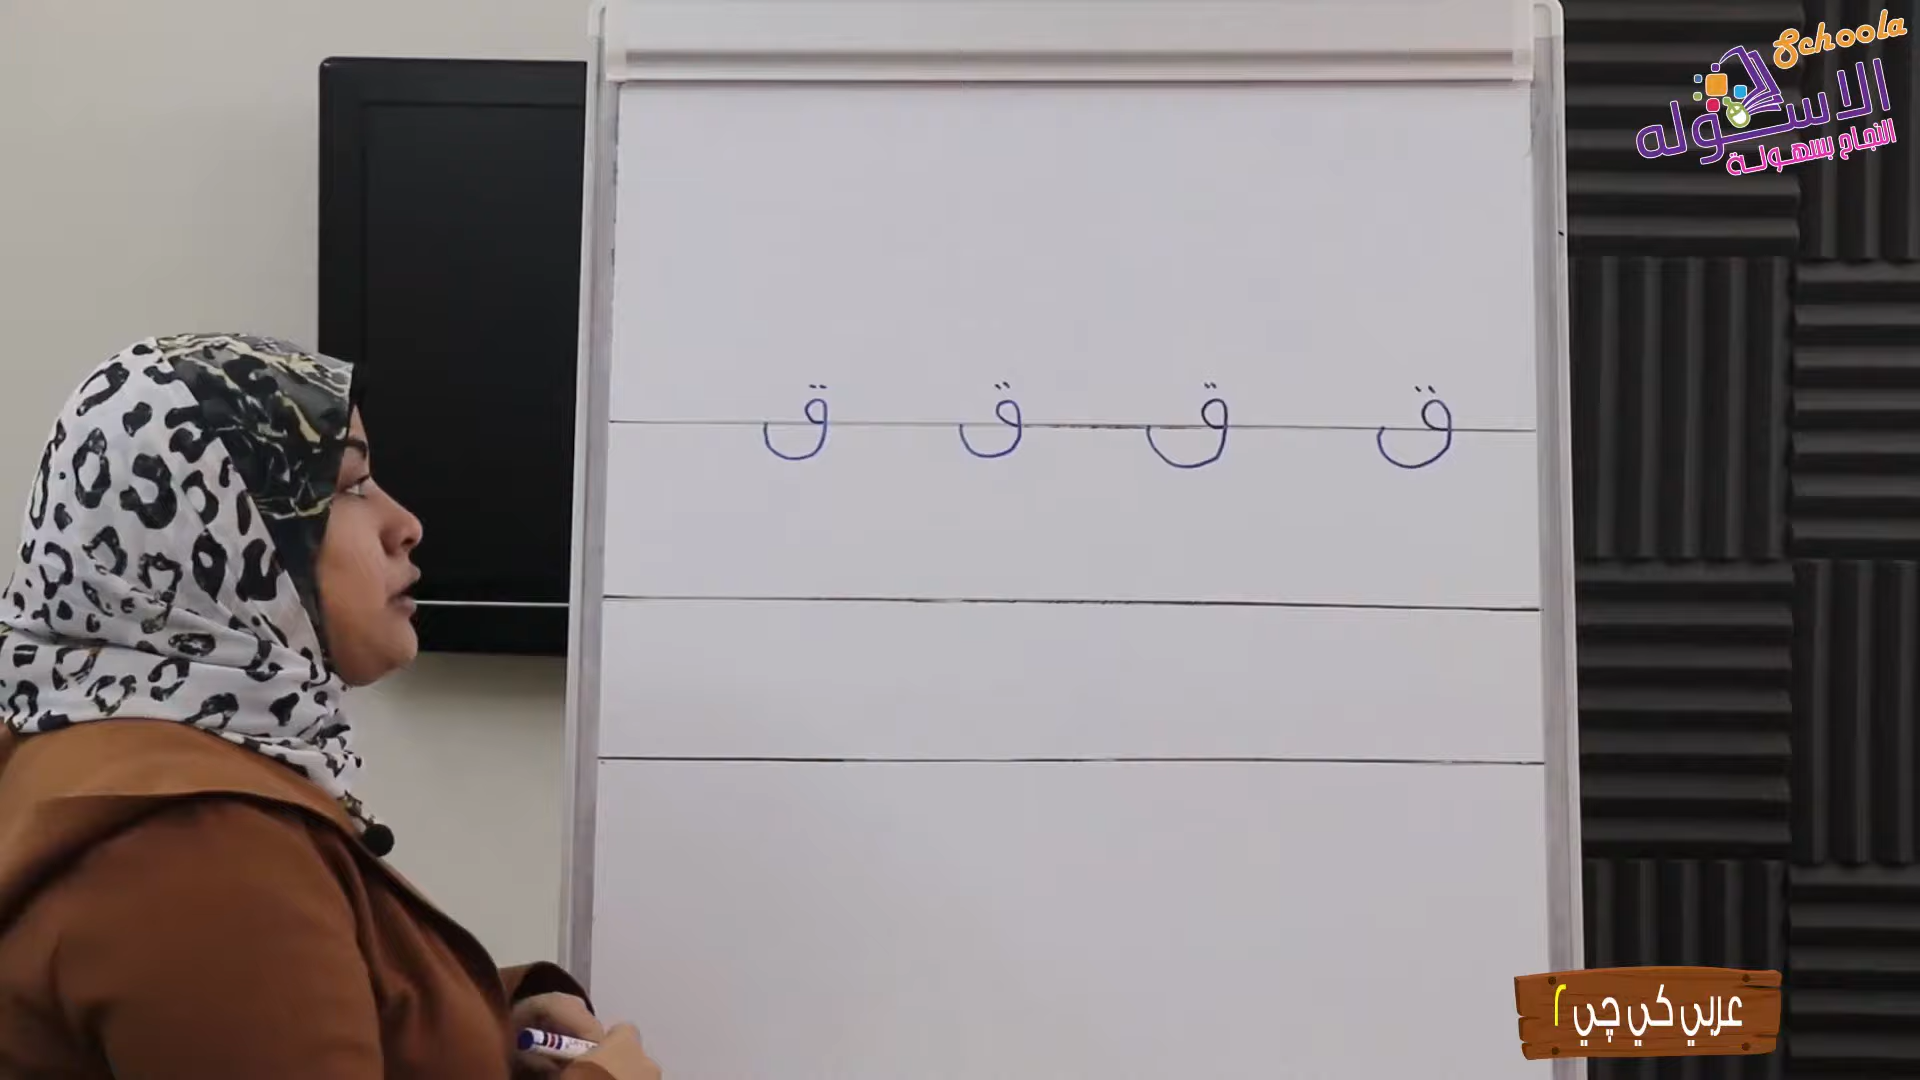 Schoola
الاسكوله
النجاح بسهولة
ق ق ق ق
عربي كي جي ٢